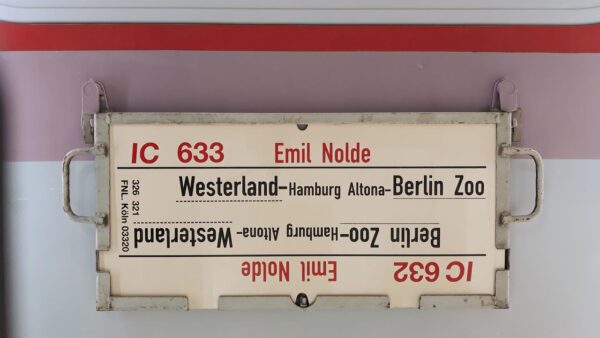 IC 633 Emil Nolde
Westerland-Hamburg Altona-Berlin Zoo
326 321
FNL. Köln 03320
Berlin Zoo-Hamburg Altona-Westerland
IC 632 Emil Nolde